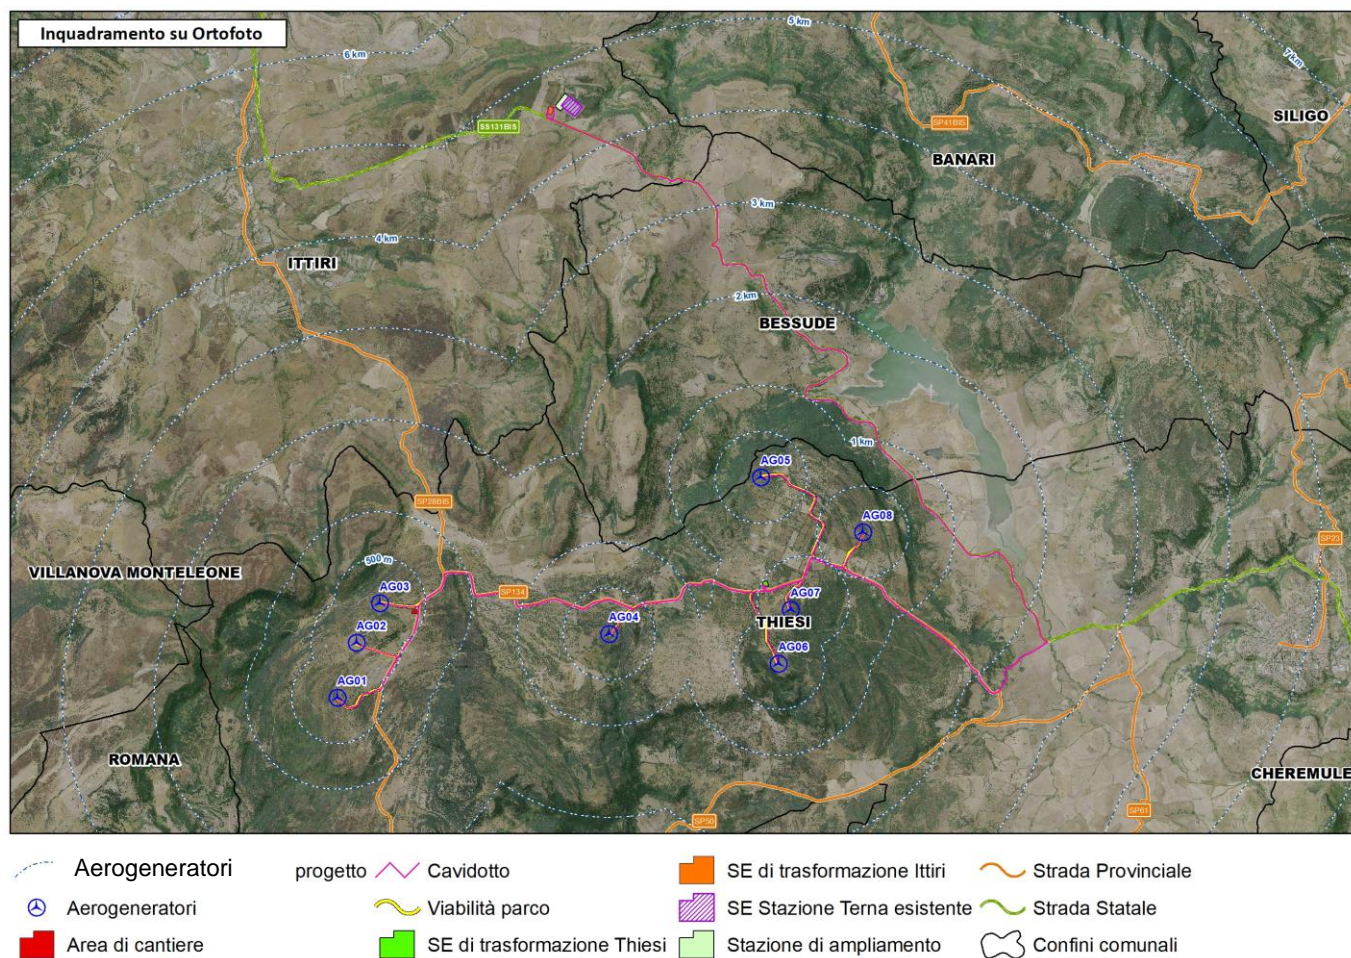 Inquadramento su Ortofoto
5 km
6 km
7 km
SILIGO
SS131BIS
SP41BIS
BANARI
3 km
4 km
ITTIRI
2 km
BESSUDE
1 km
AG05
SP28BIS
AG08
SP23
500 m
VILLANOVA MONTELEONE
AG03
SP134
AG07
AG04
THIESI
AG02
AG06
AG01
ROMANA
CHEREMULE
SP50
SP61
Aerogeneratori progetto Cavidotto SE di trasformazione Ittiri Strada Provinciale
Aerogeneratori Viabilità parco SE Stazione Terna esistente Strada Statale
Area di cantiere SE di trasformazione Thiesi Stazione di ampliamento Confini comunali